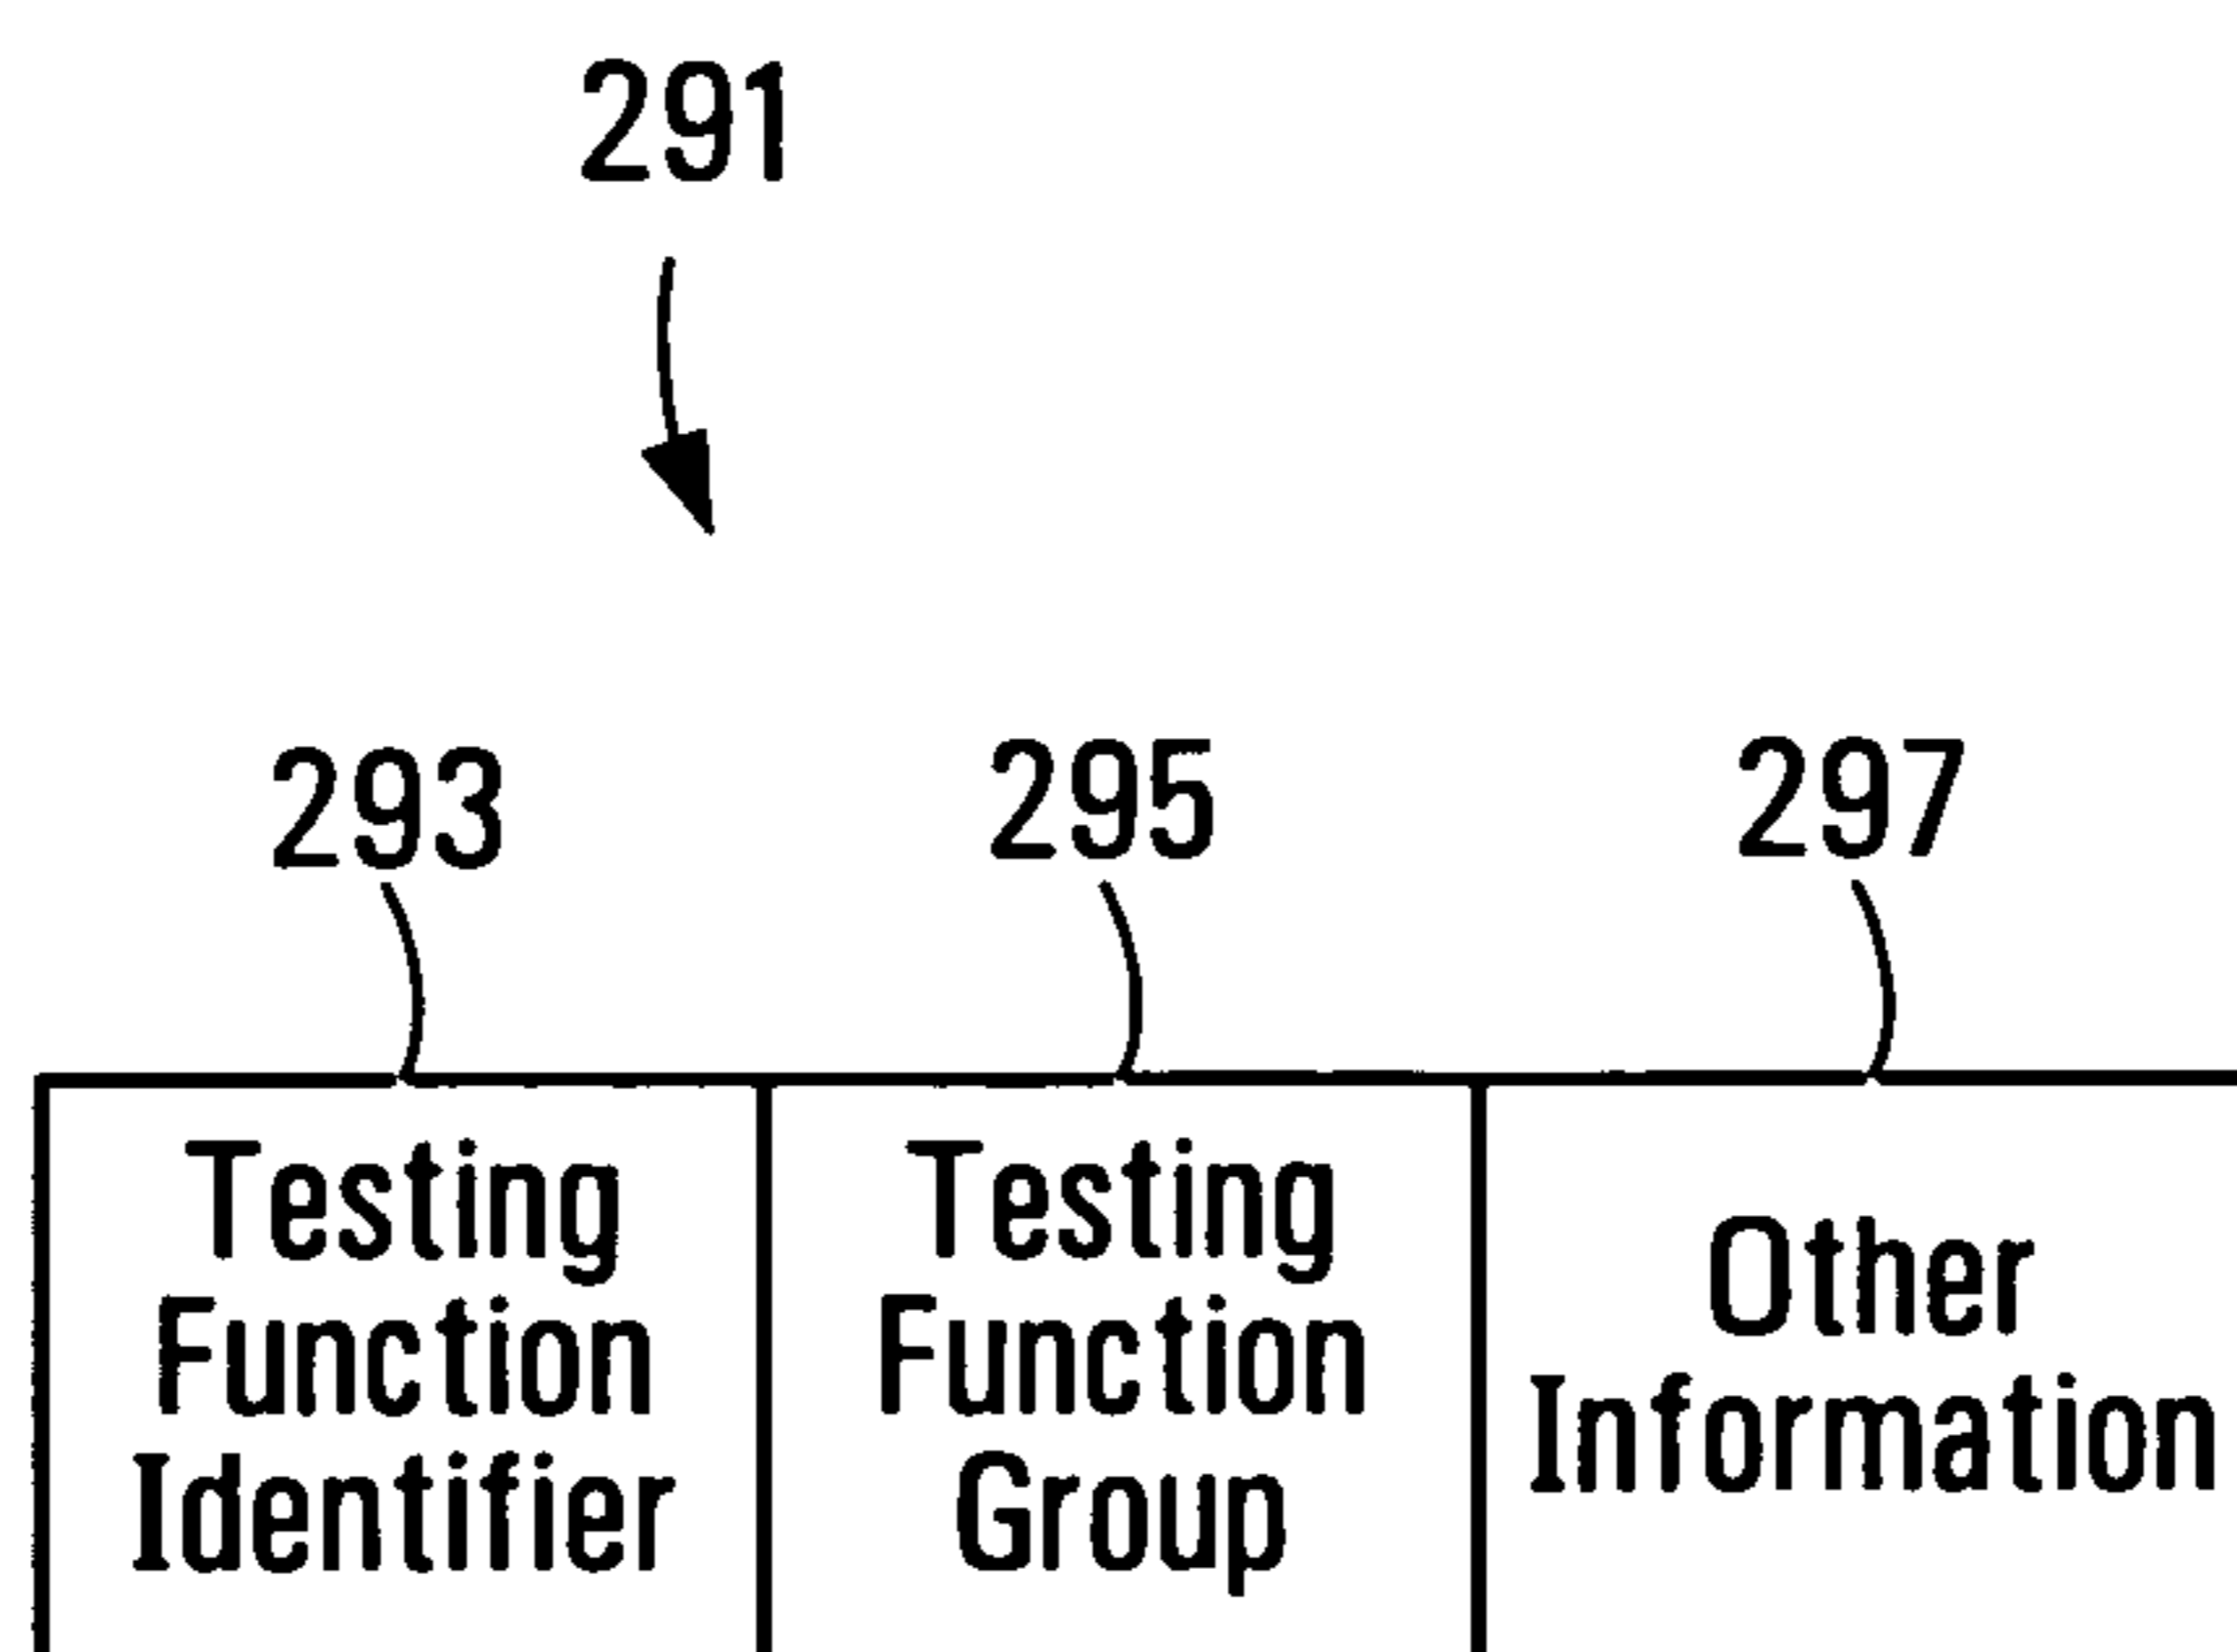 291
293
295
297
Testing
Function
Identifier
Testing
Function
Group
Other
Information